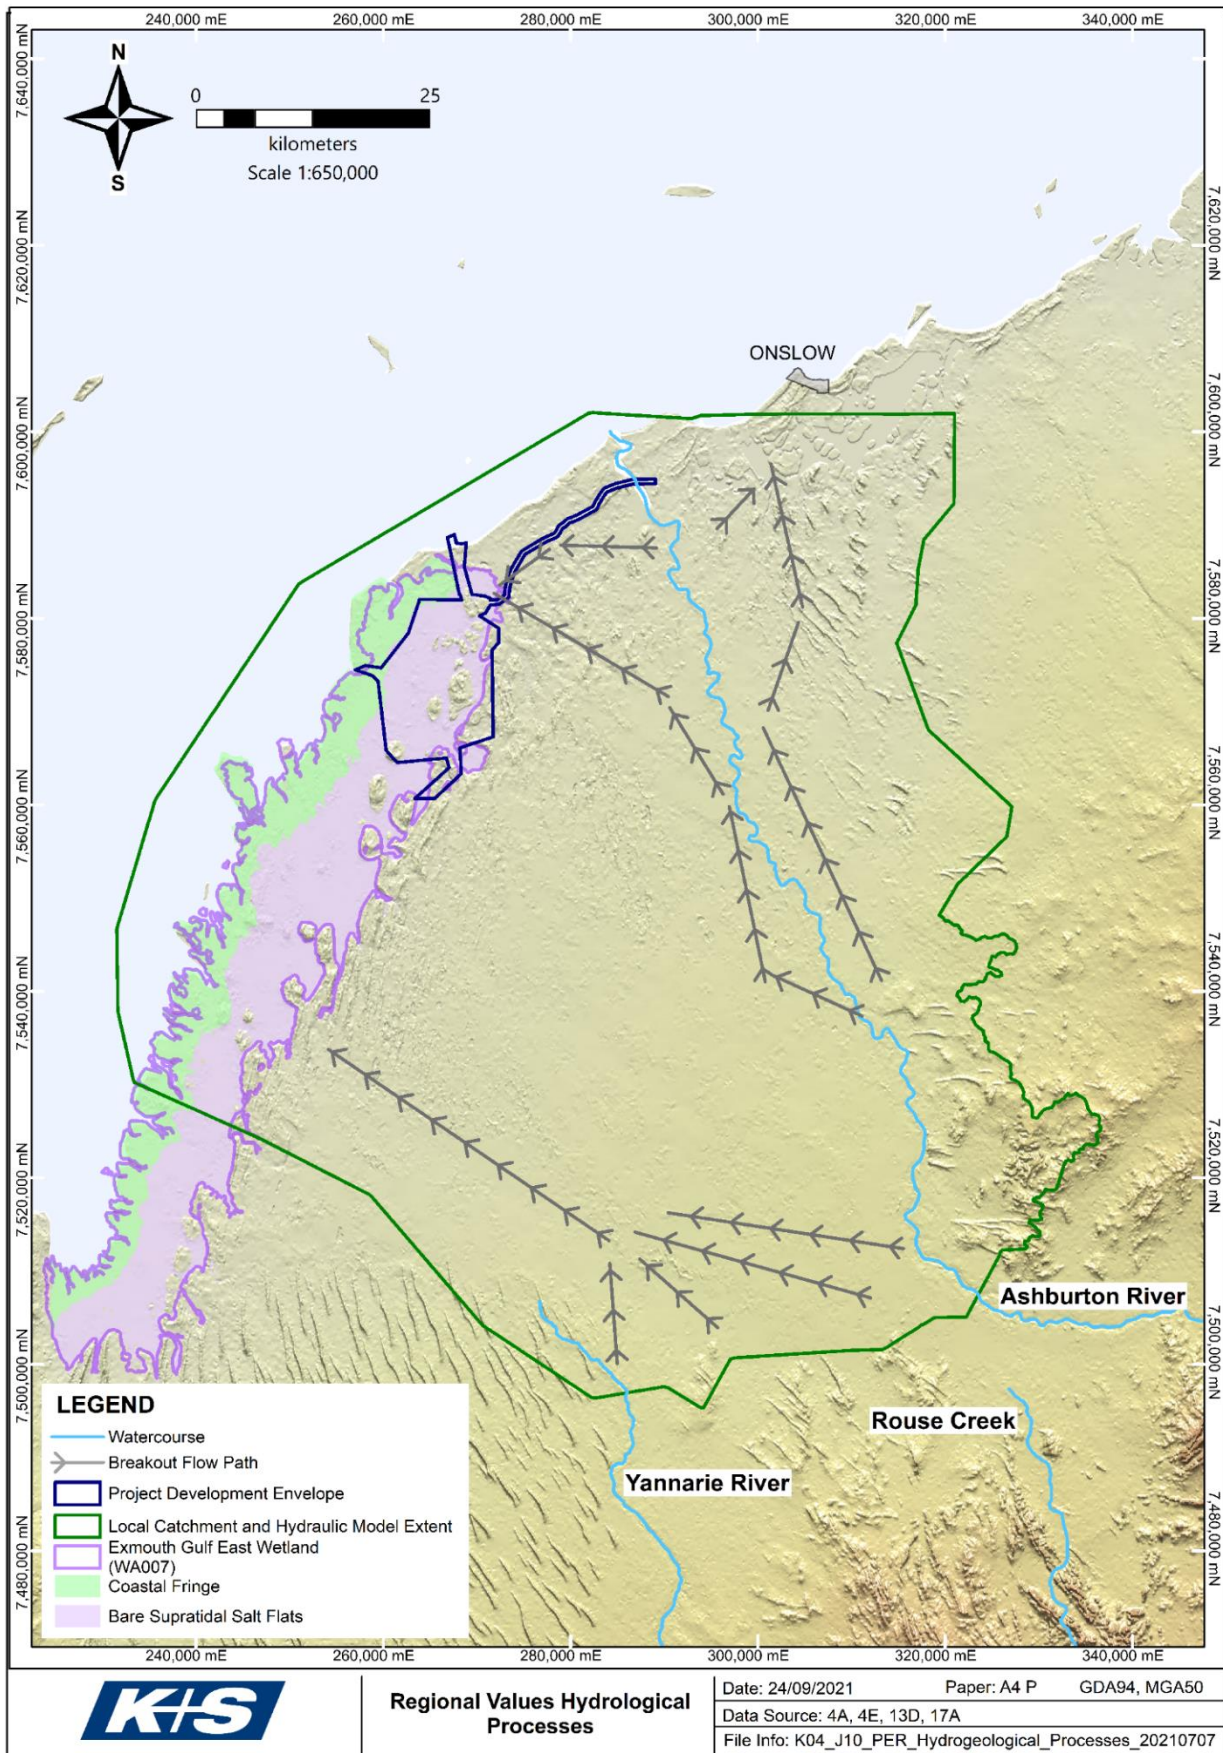 240,000 mE
260,000 mE
280,000 mE
300,000 mE
320,000 mE
340,000 mE
7,640,000 mN
7,620,000 mN
7,600,000 mN
7,580,000 mN
7,560,000 mN
7,540,000 mN
7,520,000 mN
7,500,000 mN
7,480,000 mN
N
S
0
25
kilometers
Scale 1:650,000
7,620,000 mN
7,600,000 mN
7,580,000 mN
7,560,000 mN
7,540,000 mN
7,520,000 mN
7,500,000 mN
7,480,000 mN
ONSLOW
Ashburton River
Rouse Creek
Yannarie River
LEGEND
Watercourse
Breakout Flow Path
Project Development Envelope
Local Catchment and Hydraulic Model Extent
Exmouth Gulf East Wetland
(WA007)
Coastal Fringe
Bare Supratidal Salt Flats
240,000 mE
260,000 mE
280,000 mE
300,000 mE
320,000 mE
340,000 mE
K+S
Regional Values Hydrological
Processes
Date: 24/09/2021 Paper: A4 P GDA94, MGA50
Data Source: 4A, 4E, 13D, 17A
File Info: K04_J10_PER_Hydrogeological_Processes_20210707